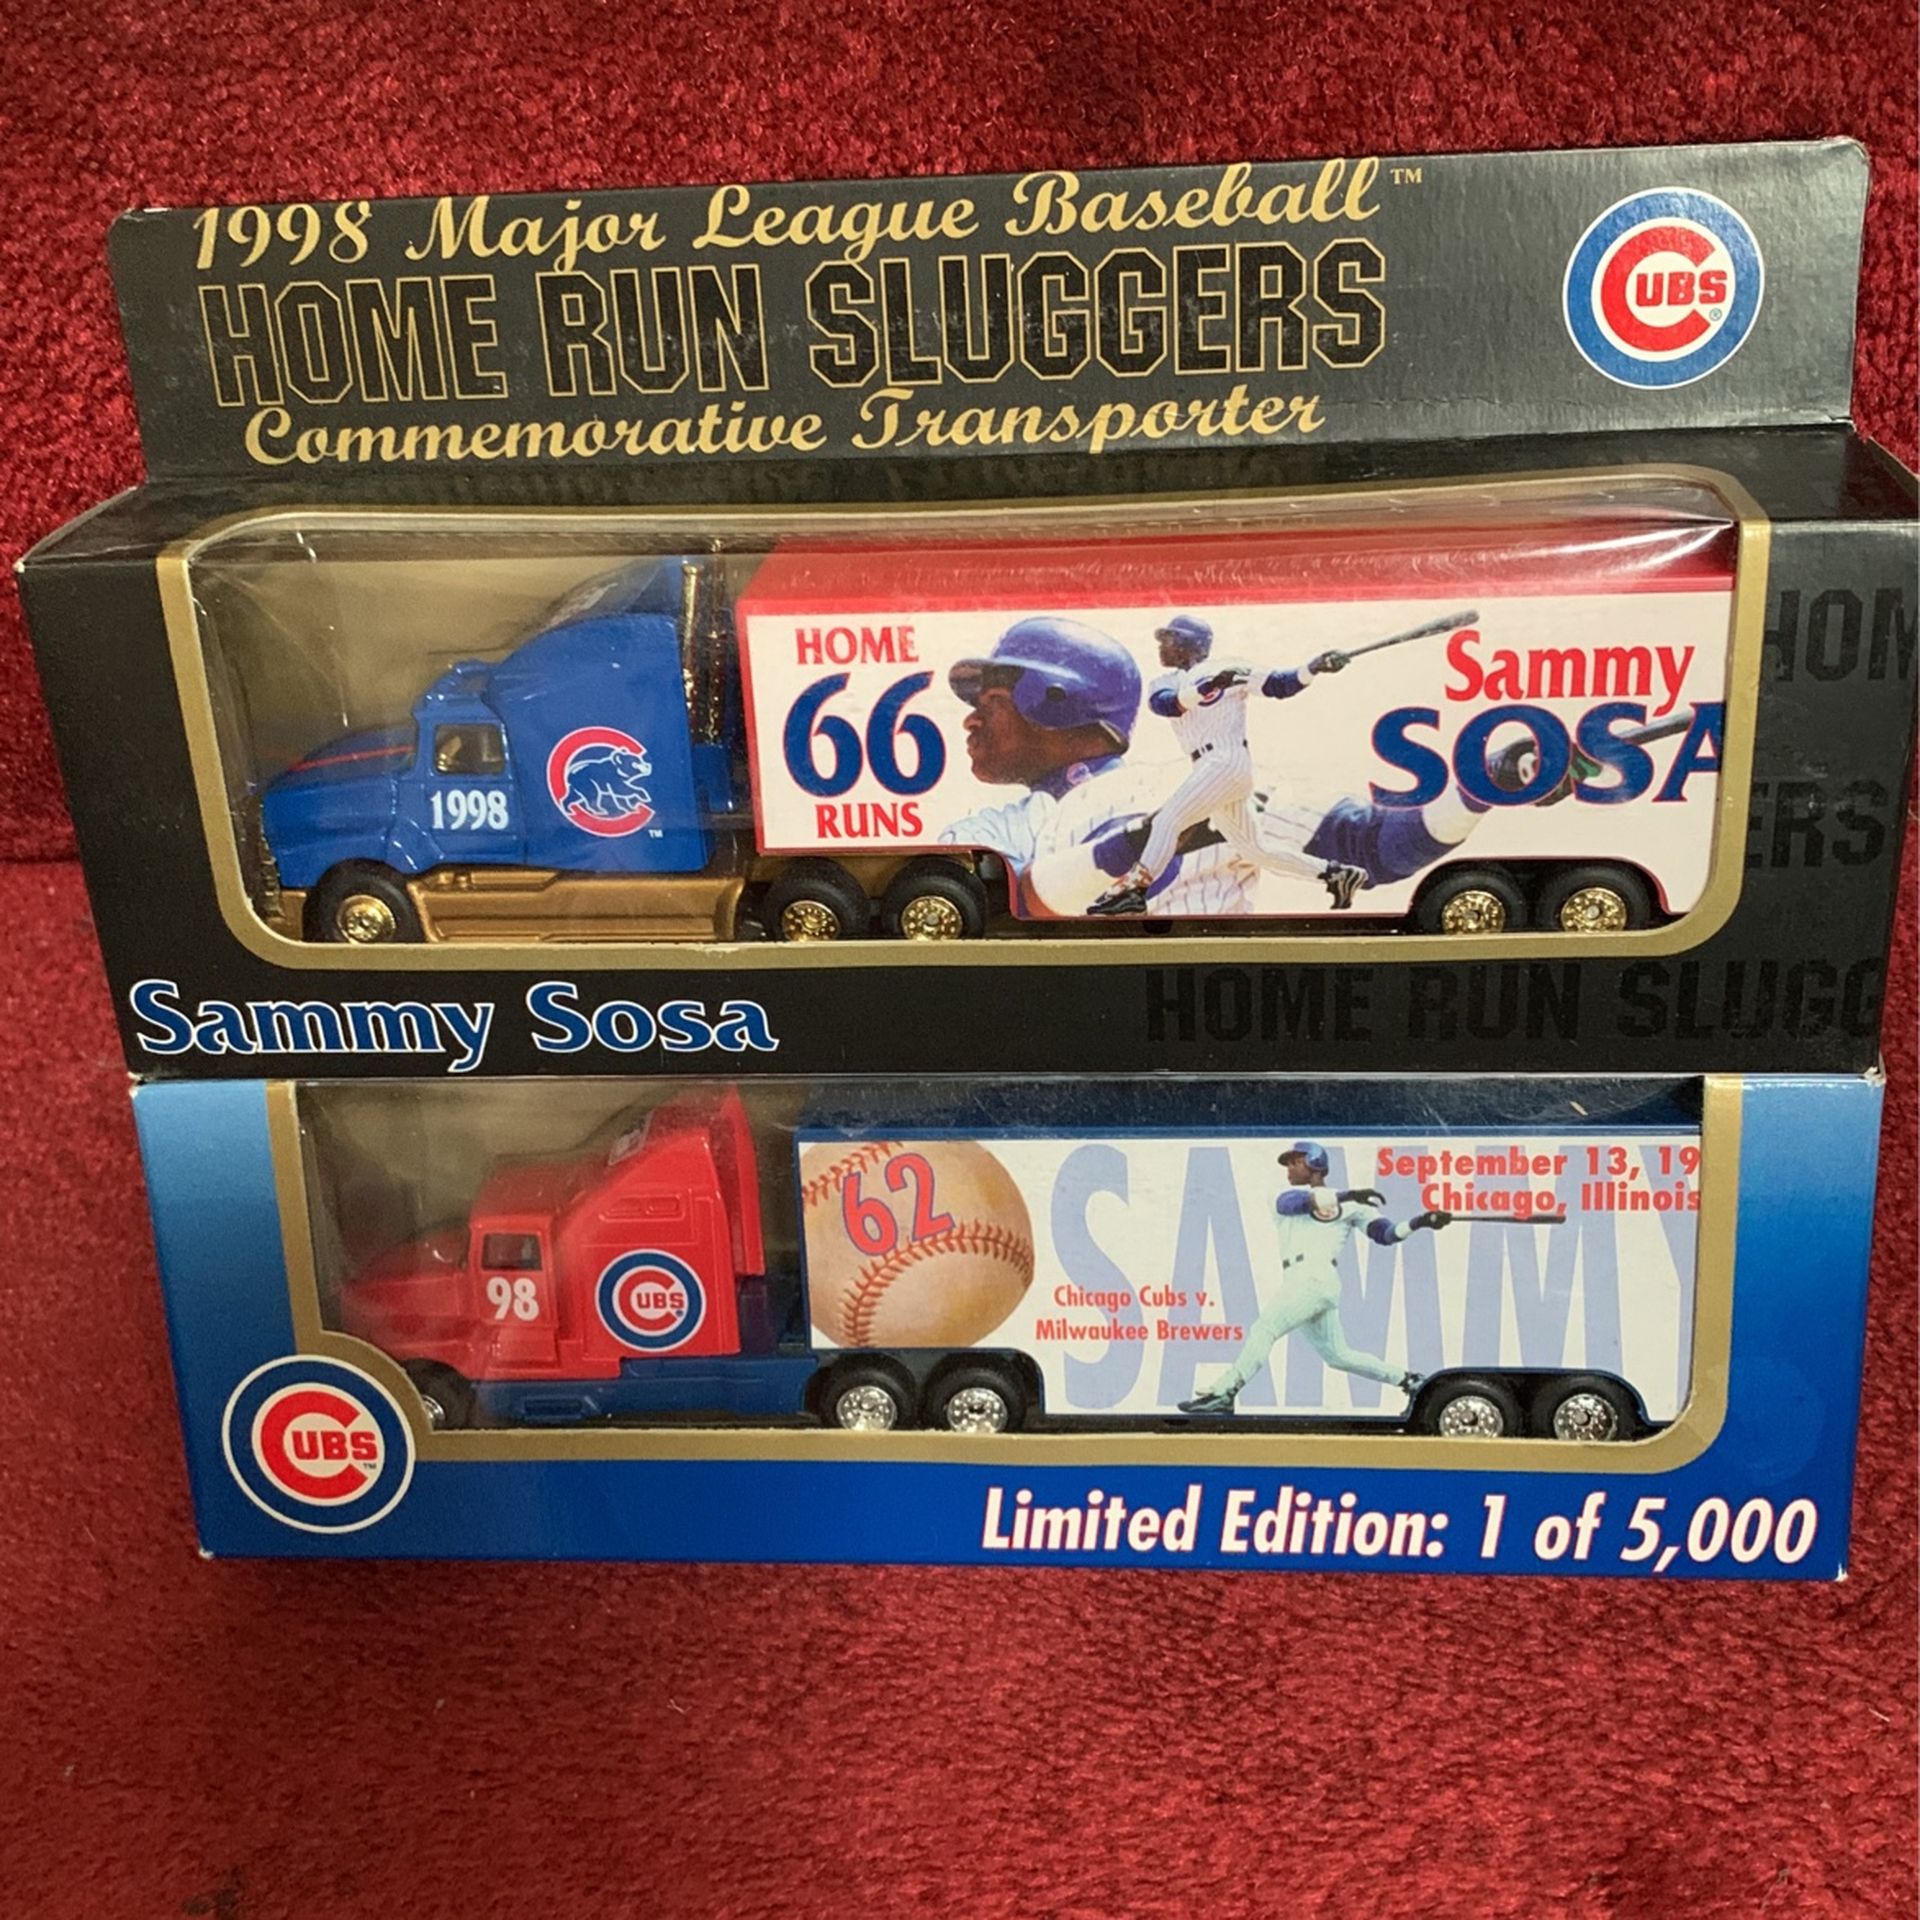 1998 Major League Baseball™
HOME RUN SLUGGERS
Commemorative Transporter
CUBS®
HOME
66
RUNS
Sammy
SOSA
1998
C
™
Sammy Sosa
HOME RUN SLUGG
62
SAMMY
September 13, 19
Chicago, Illinois
Chicago Cubs v.
Milwaukee Brewers
98
CUBS®
CUBS™
Limited Edition: 1 of 5,000